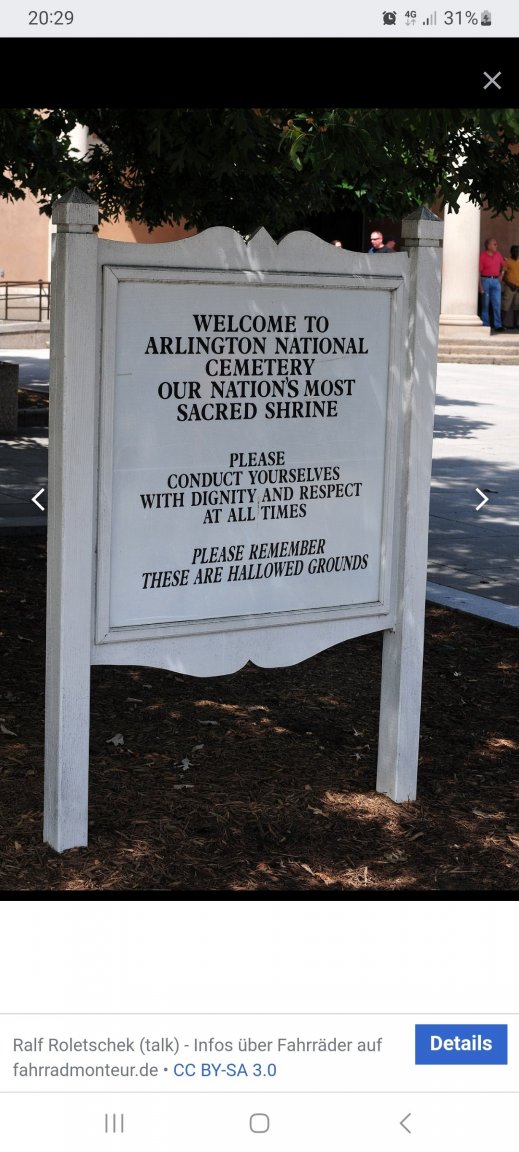 20:29
4G
31%
WELCOME TO
ARLINGTON NATIONAL
CEMETERY
OUR NATION'S MOST
SACRED SHRINE
PLEASE
CONDUCT YOURSELVES
WITH DIGNITY AND RESPECT
AT ALL TIMES
PLEASE REMEMBER
THESE ARE HALLOWED GROUNDS
Ralf Roletschek (talk) - Infos über Fahrräder auf
fahrradmonteur.de • CC BY-SA 3.0
Details